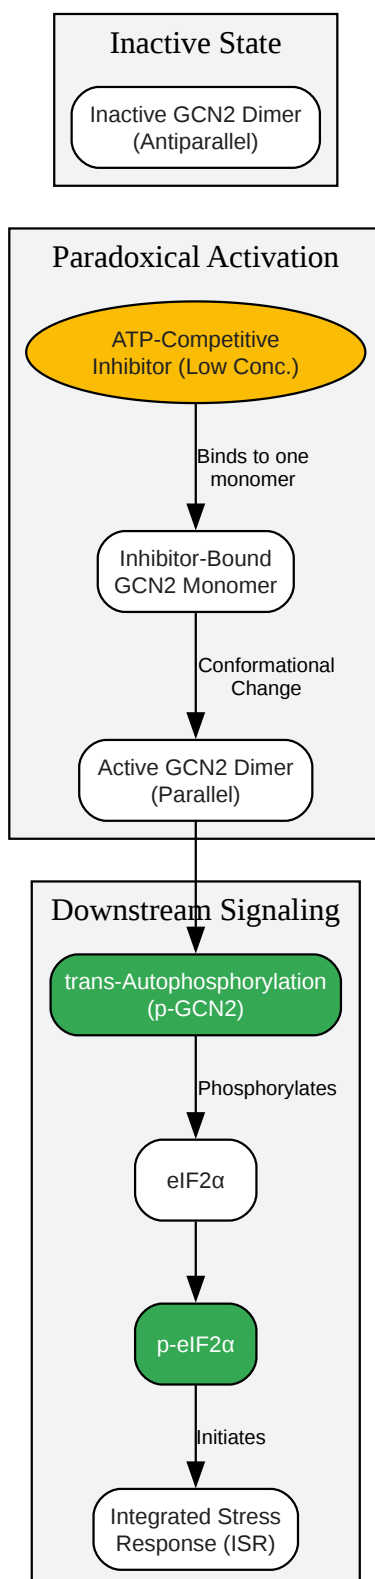 Inactive State
Inactive GCN2 Dimer
(Antiparallel)
Paradoxical Activation
ATP-Competitive
Inhibitor (Low Conc.)
Binds to one
monomer
Inhibitor-Bound
GCN2 Monomer
Conformational
Change
Active GCN2 Dimer
(Parallel)
Downstream Signaling
trans-Autophosphorylation
(p-GCN2)
Phosphorylates
eIF2α
p-eIF2α
Initiates
Integrated Stress
Response (ISR)